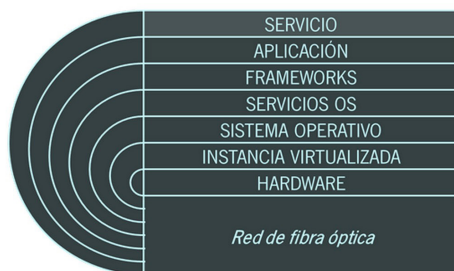 SERVICIO
APLICACIÓN
FRAMEWORKS
SERVICIOS OS
SISTEMA OPERATIVO
INSTANCIA VIRTUALIZADA
HARDWARE
Red de fibra óptica